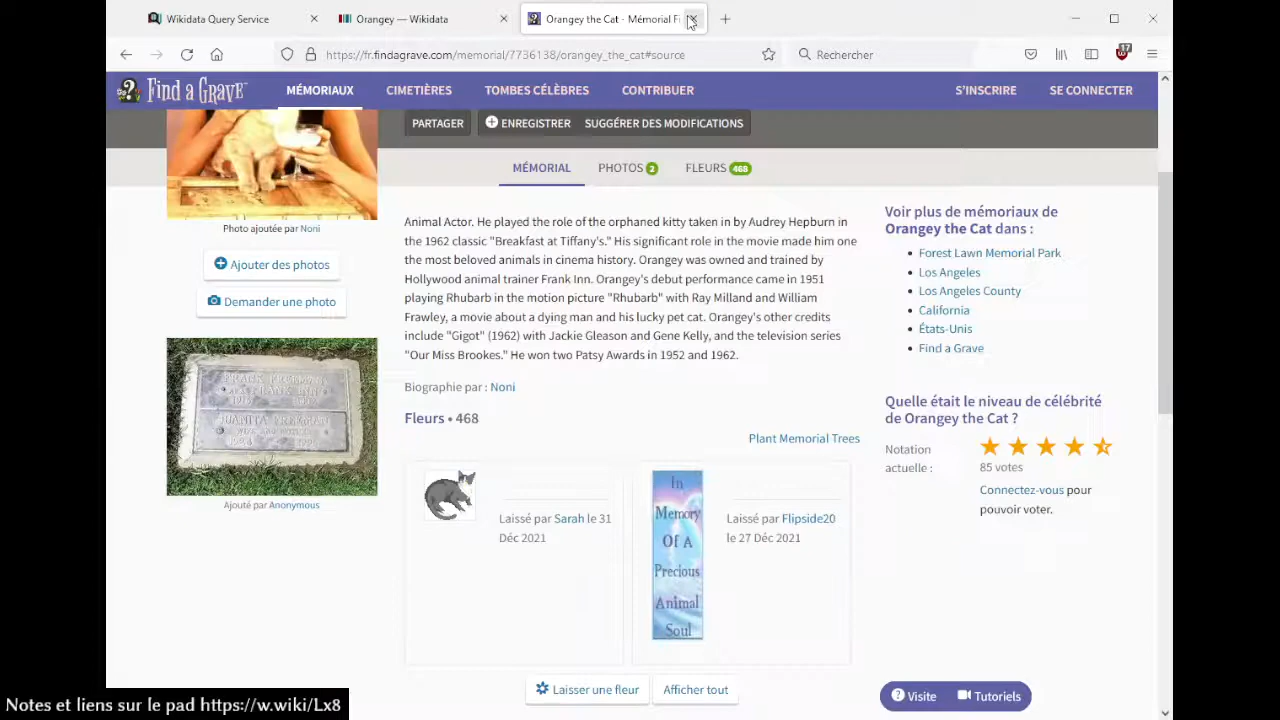 Wikidata Query Service
Orangey — Wikidata
Orangey the Cat - Mémorial Fi
https://fr.findagrave.com/memorial/7736138/orangey_the_cat#source
Rechercher
17
Find a Grave
MÉMORIAUX
CIMETIÈRES
TOMBES CÉLÈBRES
CONTRIBUER
S'INSCRIRE
SE CONNECTER
PARTAGER
ENREGISTRER
SUGGÉRER DES MODIFICATIONS
MÉMORIAL
PHOTOS 2
FLEURS 468
Photo ajoutée par Noni
Ajouter des photos
Demander une photo
Ajouté par Anonymous
Animal Actor. He played the role of the orphaned kitty taken in by Audrey Hepburn in
the 1962 classic "Breakfast at Tiffany's." His significant role in the movie made him one
the most beloved animals in cinema history. Orangey was owned and trained by
Hollywood animal trainer Frank Inn. Orangey's debut performance came in 1951
playing Rhubarb in the motion picture "Rhubarb" with Ray Milland and William
Frawley, a movie about a dying man and his lucky pet cat. Orangey's other credits
include "Gigot" (1962) with Jackie Gleason and Gene Kelly, and the television series
"Our Miss Brookes." He won two Patsy Awards in 1952 and 1962.
Biographie par : Noni
Fleurs • 468
Plant Memorial Trees
Laissé par Sarah le 31
Déc 2021
In
Memory
Of A
Precious
Animal
Soul
Laissé par Flipside20
le 27 Déc 2021
Laisser une fleur
Afficher tout
Voir plus de mémoriaux de
Orangey the Cat dans :
Forest Lawn Memorial Park
Los Angeles
Los Angeles County
California
États-Unis
Find a Grave
Quelle était le niveau de célébrité
de Orangey the Cat ?
Notation
actuelle :
85 votes
Connectez-vous pour
pouvoir voter.
Visite
Tutoriels
Notes et liens sur le pad https://w.wiki/Lx8